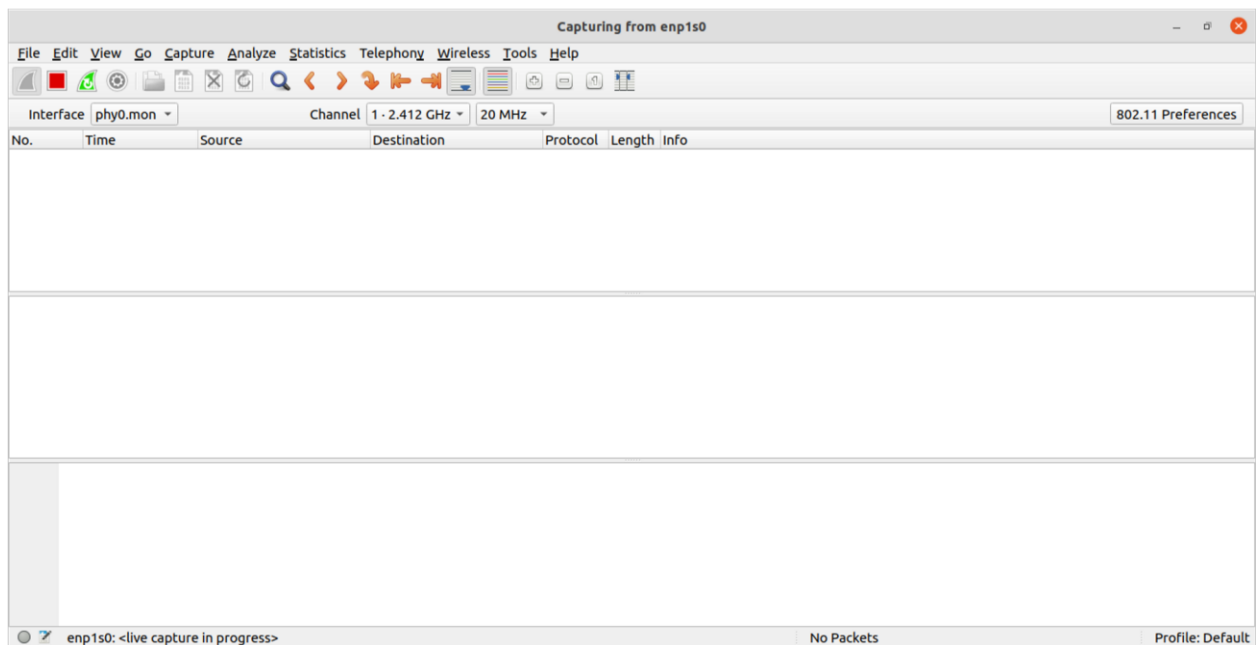 Capturing from enp1s0
File Edit View Go Capture Analyze Statistics Telephony Wireless Tools Help
Interface phy0.mon Channel 1 · 2.412 GHz 20 MHz 802.11 Preferences
No. Time Source Destination Protocol Length Info
enp1s0: <live capture in progress> No Packets Profile: Default